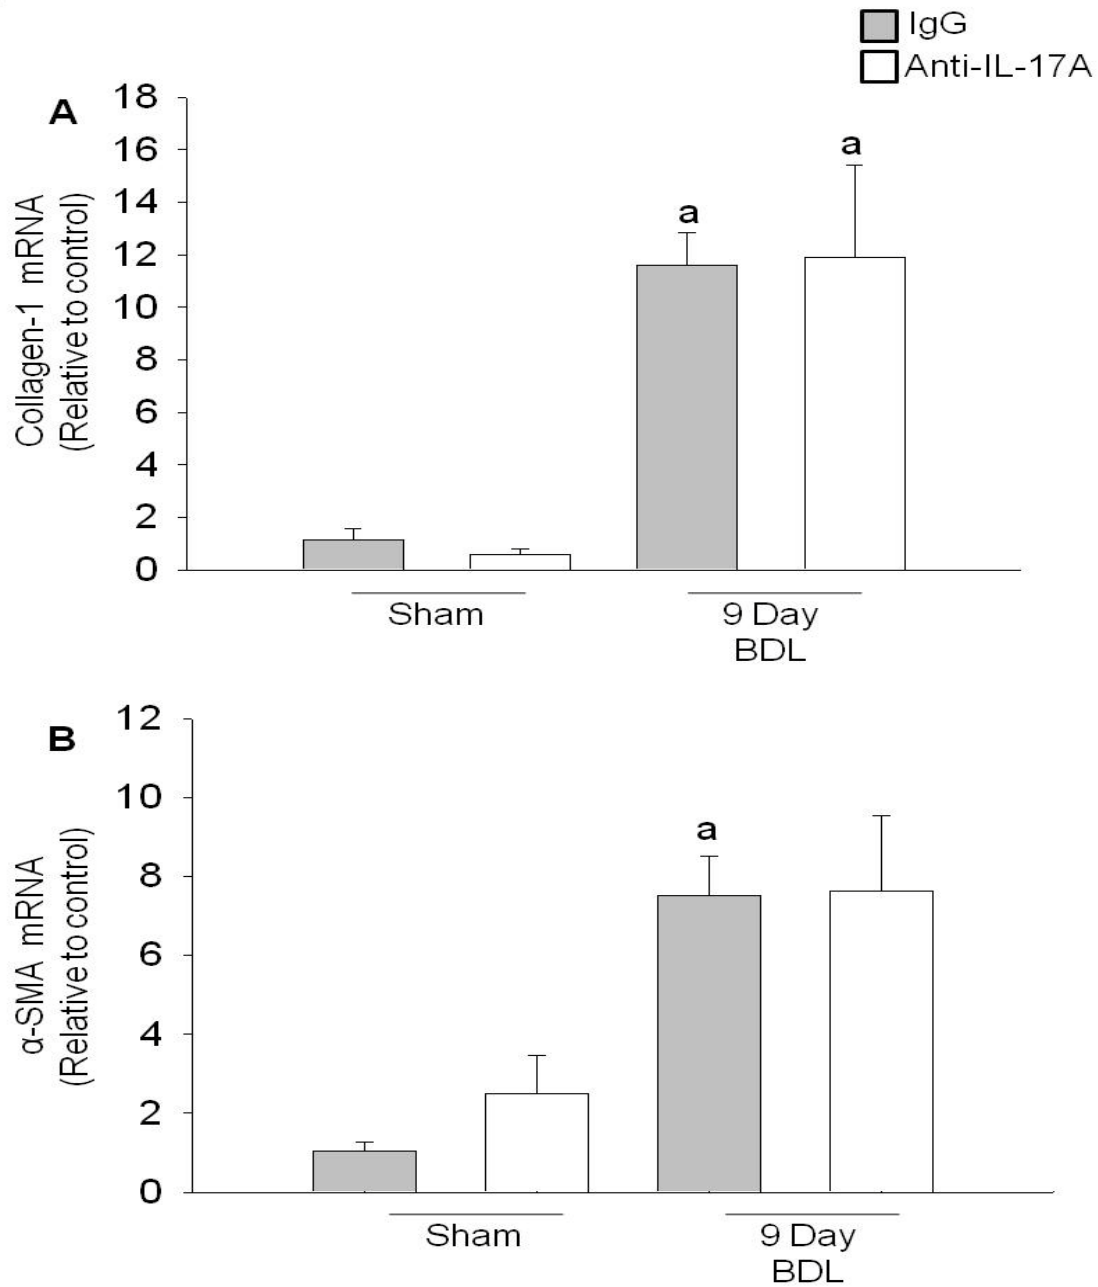 IgG
Anti-IL-17A
A
18
16
14
12
10
8
6
4
2
0
Collagen-1 mRNA
(Relative to control)
a
a
Sham
9 Day
BDL
B
12
10
8
6
4
2
0
α-SMA mRNA
(Relative to control)
a
Sham
9 Day
BDL